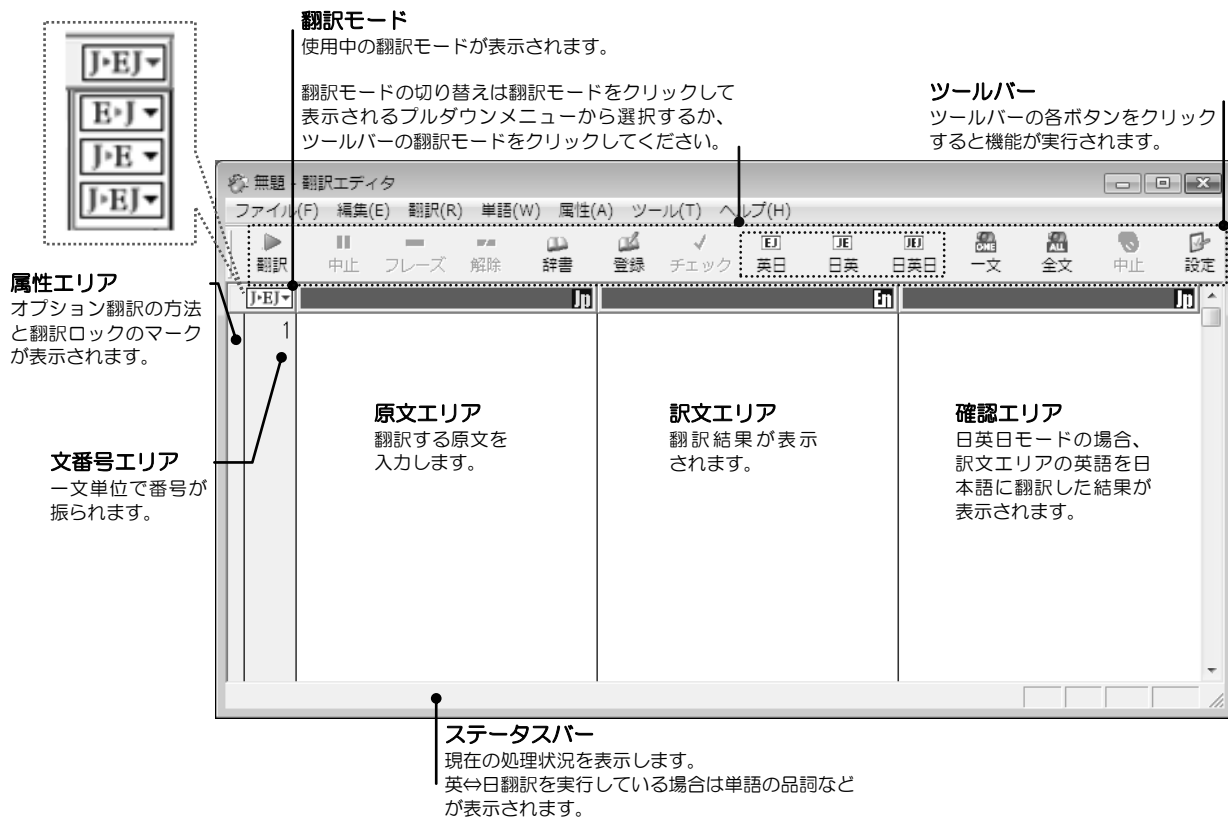 翻訳モード
使用中の翻訳モードが表示されます。
翻訳モードの切り替えは翻訳モードをクリックして
表示されるプルダウンメニューから選択するか、
ツールバーの翻訳モードをクリックしてください。
ツールバー
ツールバーの各ボタンをクリック
すると機能が実行されます。
J▸EJ▾
E▸J▾
J▸E▾
J▸EJ▾
無題 - 翻訳エディタ
ファイル(F) 編集(E) 翻訳(R) 単語(W) 属性(A) ツール(T) ヘルプ(H)
EJ JE JEJ ONE ALL
翻訳 中止 フレーズ 解除 辞書 登録 チェック 英日 日英 日英日 一文 全文 中止 設定
J▸EJ▾ Jn En Jn
1
属性エリア
オプション翻訳の方法
と翻訳ロックのマーク
が表示されます。
文番号エリア
一文単位で番号が
振られます。
原文エリア
翻訳する原文を
入力します。
訳文エリア
翻訳結果が表示
されます。
確認エリア
日英日モードの場合、
訳文エリアの英語を日
本語に翻訳した結果が
表示されます。
ステータスバー
現在の処理状況を表示します。
英⇔日翻訳を実行している場合は単語の品詞など
が表示されます。